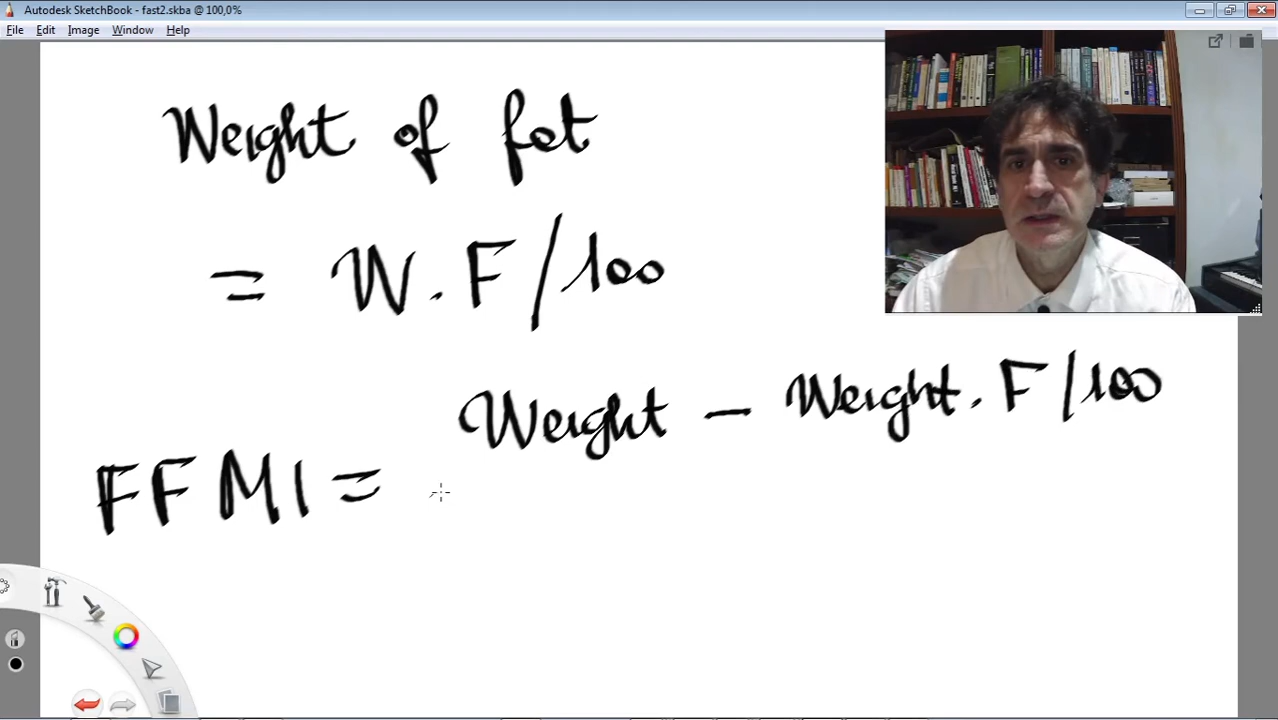 Autodesk SketchBook - fast2.skba @ 100,0%
File Edit Image Window Help
Weight of fat
= W.F/100
Weight - Weight.F/100
FFMI =